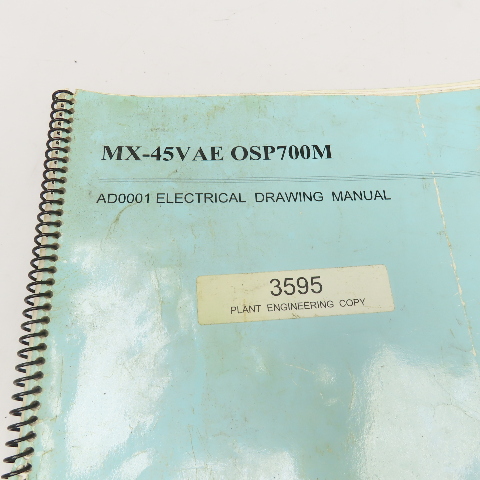 MX-45VAE OSP700M
AD0001 ELECTRICAL DRAWING MANUAL
3595
PLANT ENGINEERING COPY